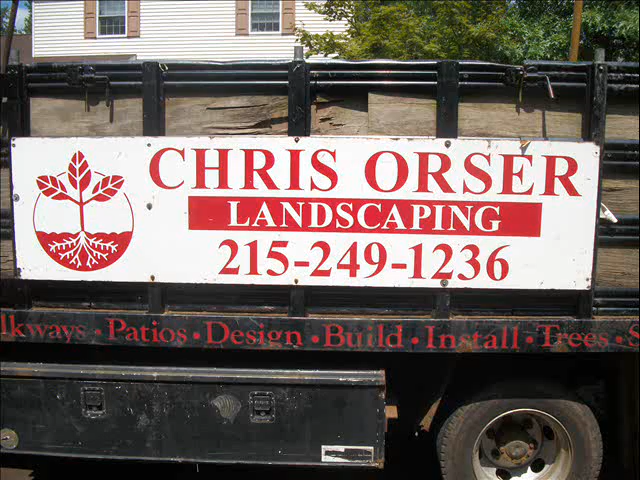 CHRIS ORSER
LANDSCAPING
215-249-1236
lkways • Patios • Design • Build • Install • Trees • S